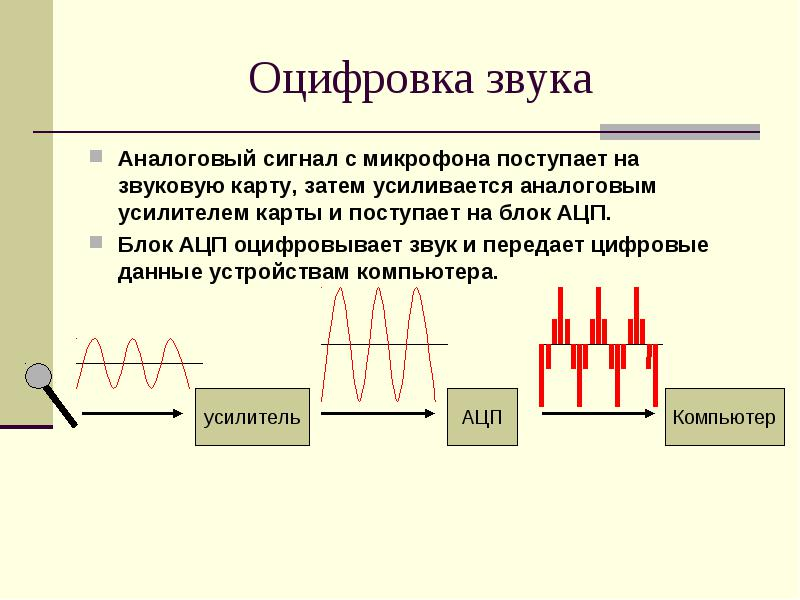 Оцифровка звука
Аналоговый сигнал с микрофона поступает на
звуковую карту, затем усиливается аналоговым
усилителем карты и поступает на блок АЦП.
Блок АЦП оцифровывает звук и передает цифровые
данные устройствам компьютера.
усилитель
АЦП
Компьютер